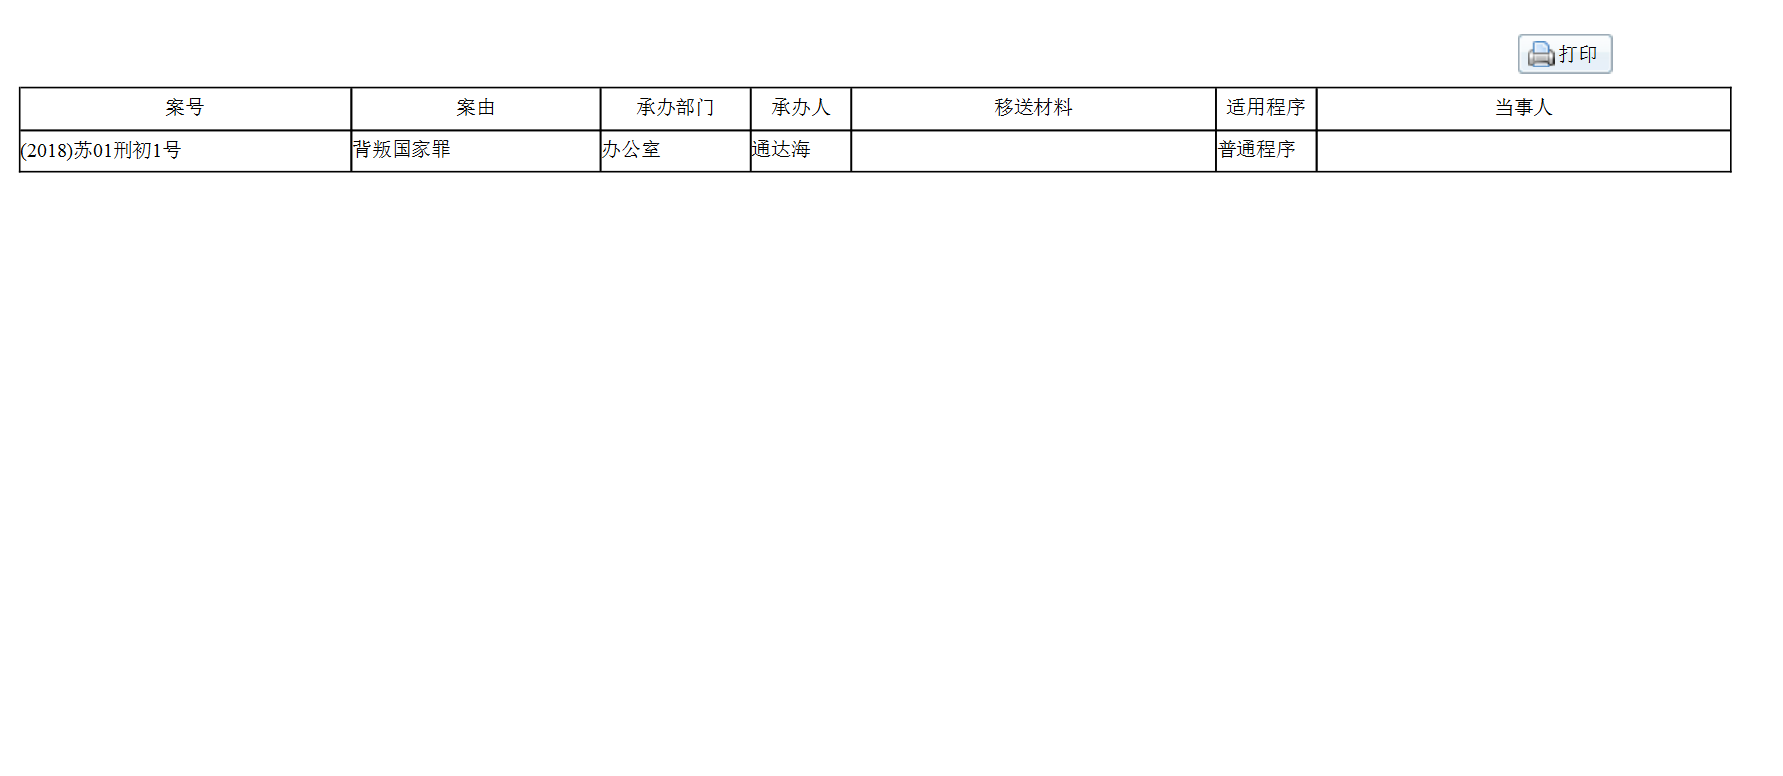 打印
案号 案由 承办部门 承办人 移送材料 适用程序 当事人
(2018)苏01刑初1号 背叛国家罪 办公室 通达海 普通程序